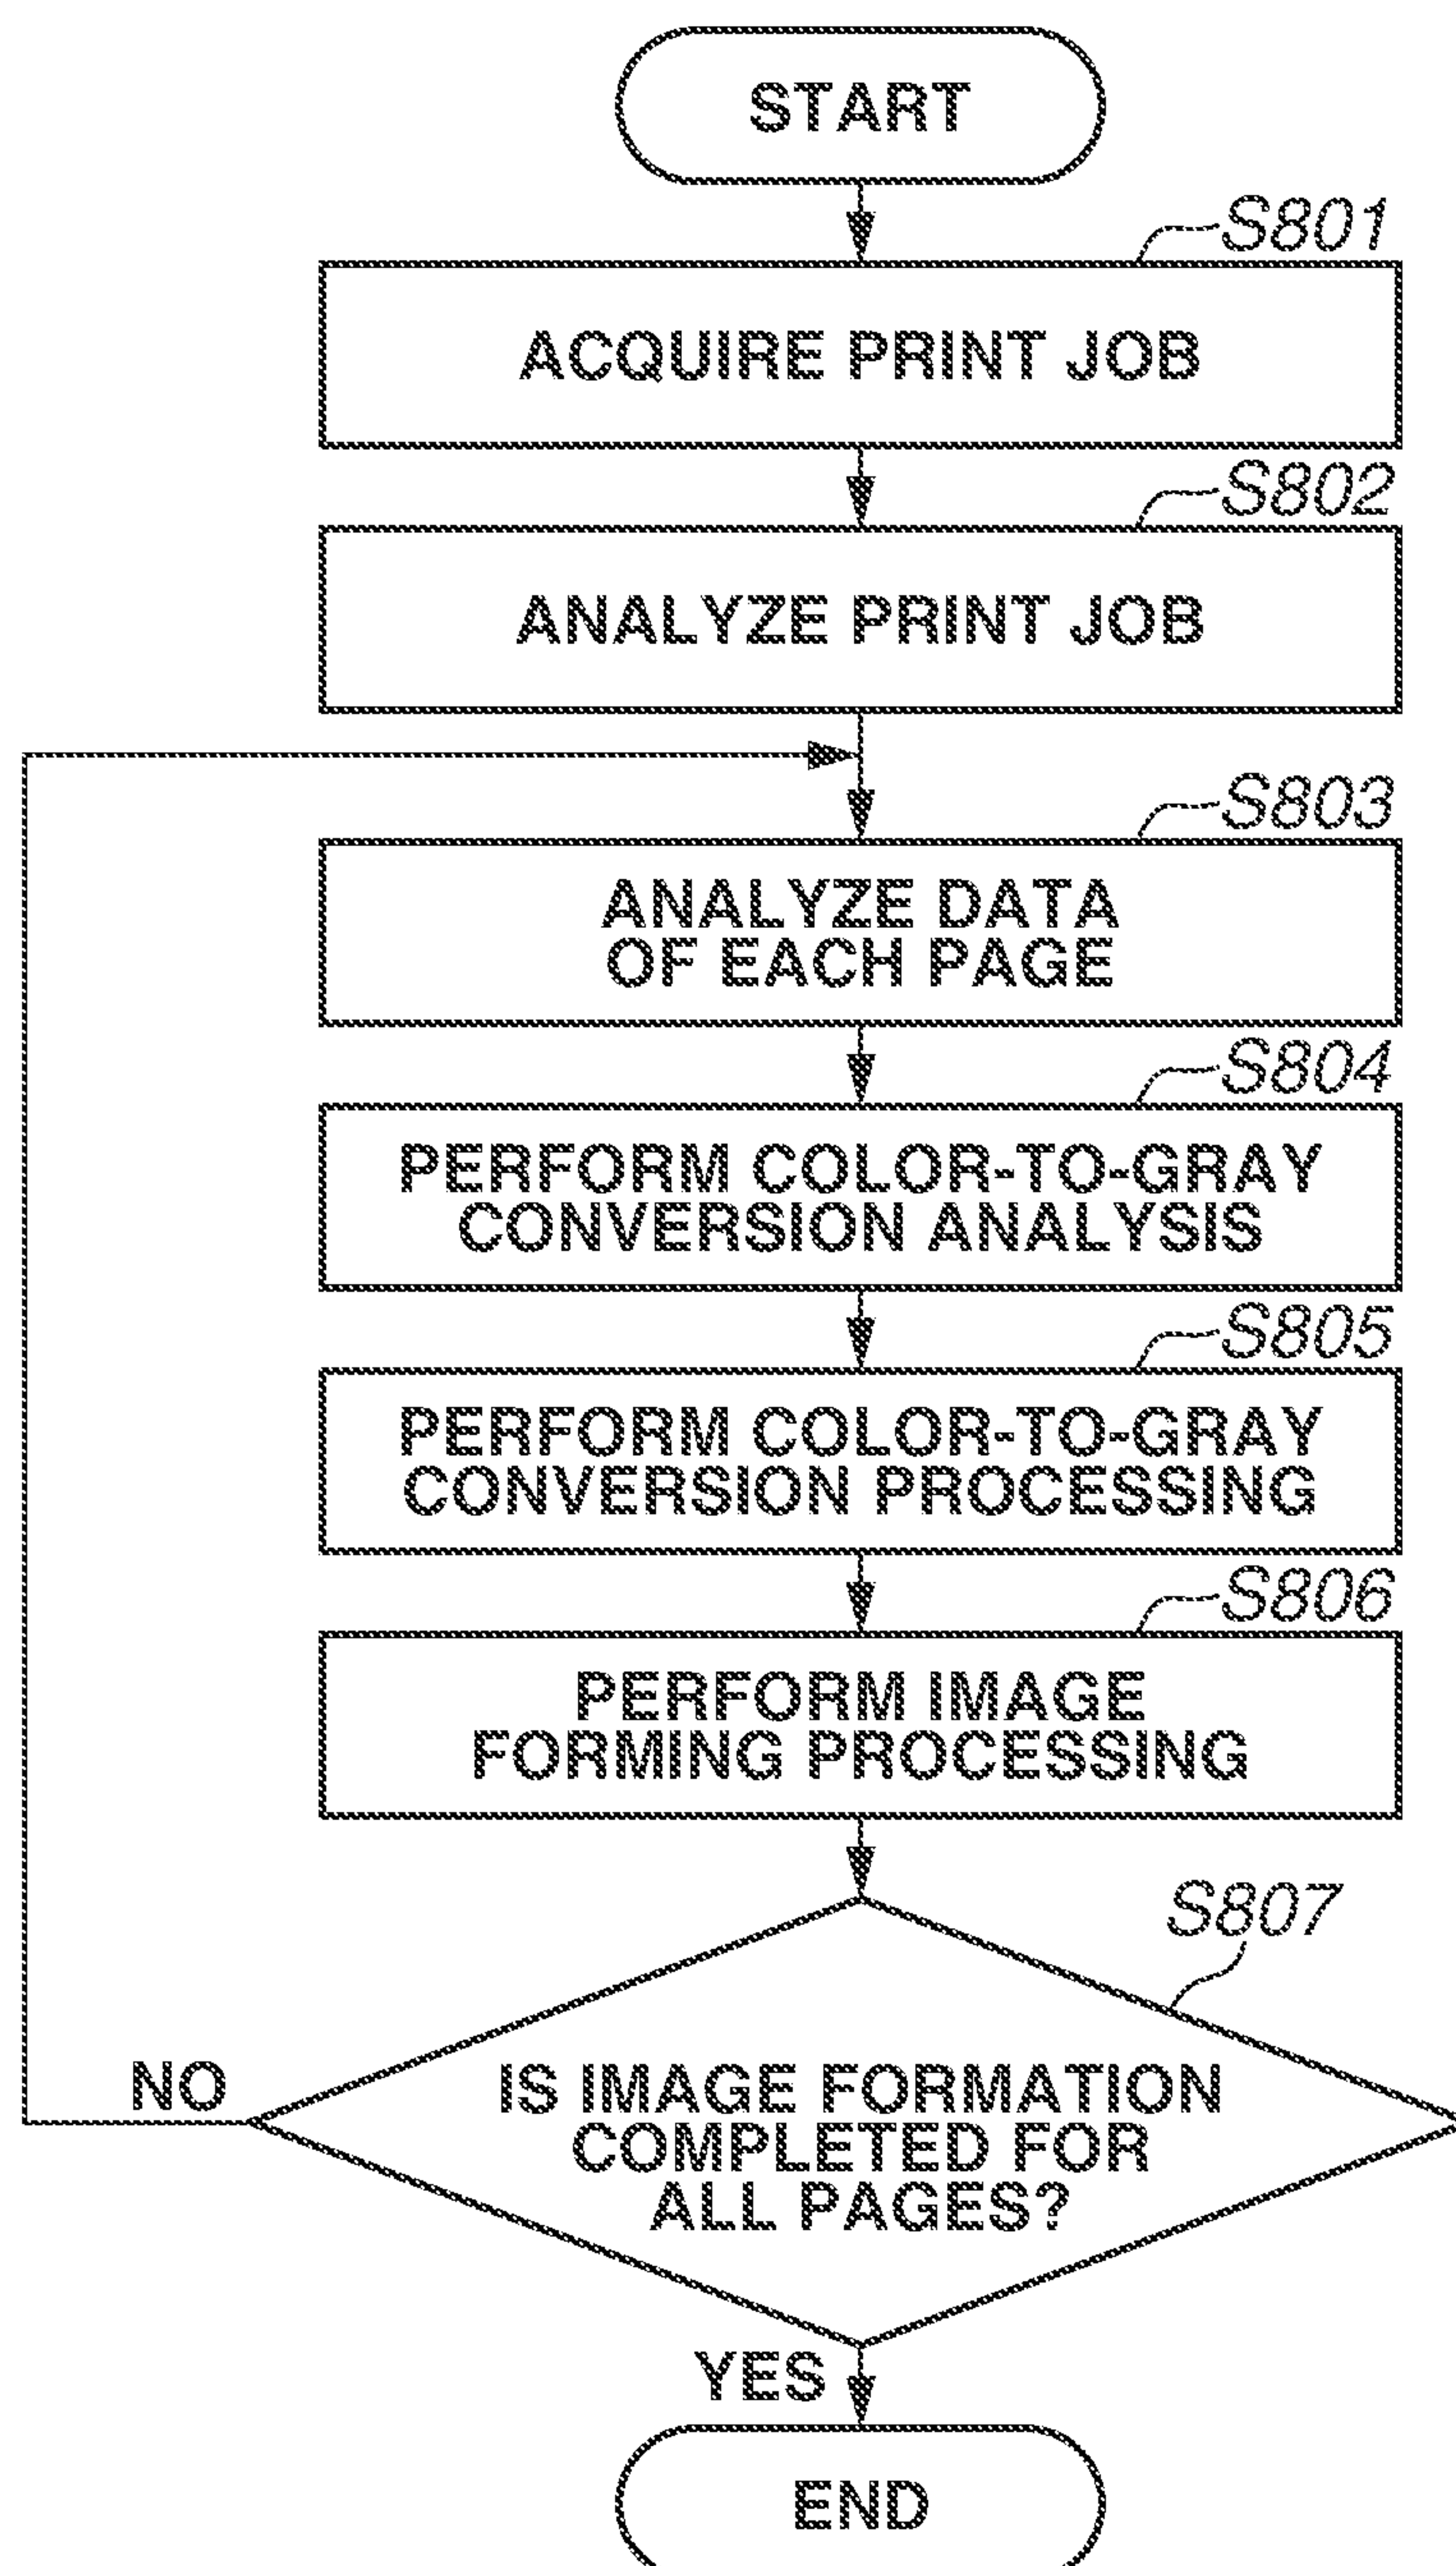 START
S801
ACQUIRE PRINT JOB
S802
ANALYZE PRINT JOB
S803
ANALYZE DATA
OF EACH PAGE
S804
PERFORM COLOR-TO-GRAY
CONVERSION ANALYSIS
S805
PERFORM COLOR-TO-GRAY
CONVERSION PROCESSING
S806
PERFORM IMAGE
FORMING PROCESSING
S807
NO
IS IMAGE FORMATION
COMPLETED FOR
ALL PAGES?
YES
END